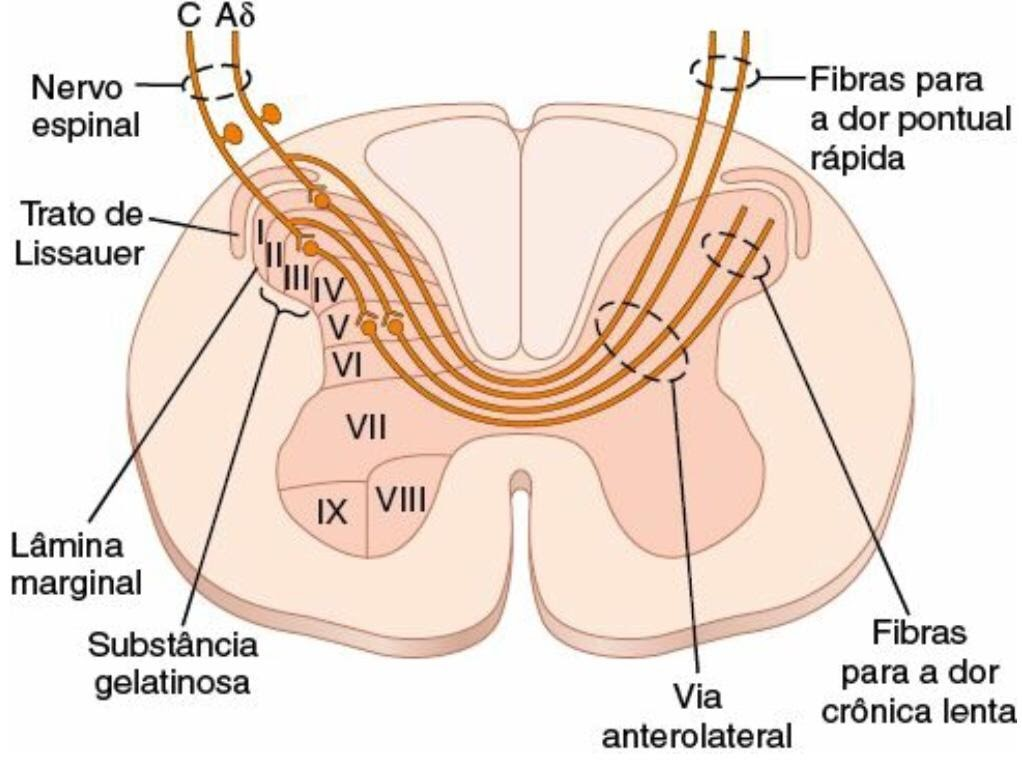 C Aδ
Nervo
espinal
Fibras para
a dor pontual
rápida
Trato de
Lissauer
I
II
III
IV
V
VI
VII
VIII
IX
Lâmina
marginal
Substância
gelatinosa
Via
anterolateral
Fibras
para a dor
crônica lenta